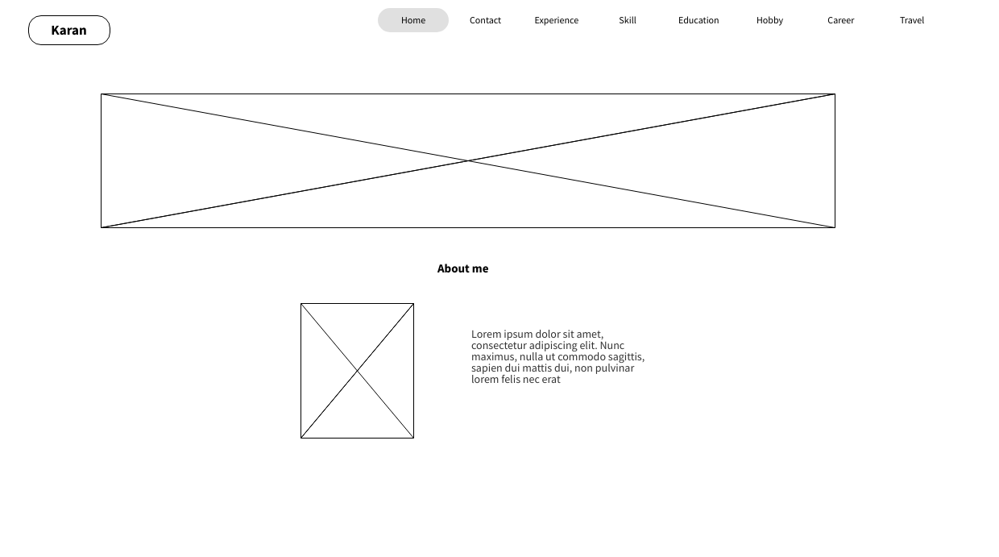 Karan
Home Contact Experience Skill Education Hobby Career Travel
About me
Lorem ipsum dolor sit amet,
consectetur adipiscing elit. Nunc
maximus, nulla ut commodo sagittis,
sapien dui mattis dui, non pulvinar
lorem felis nec erat